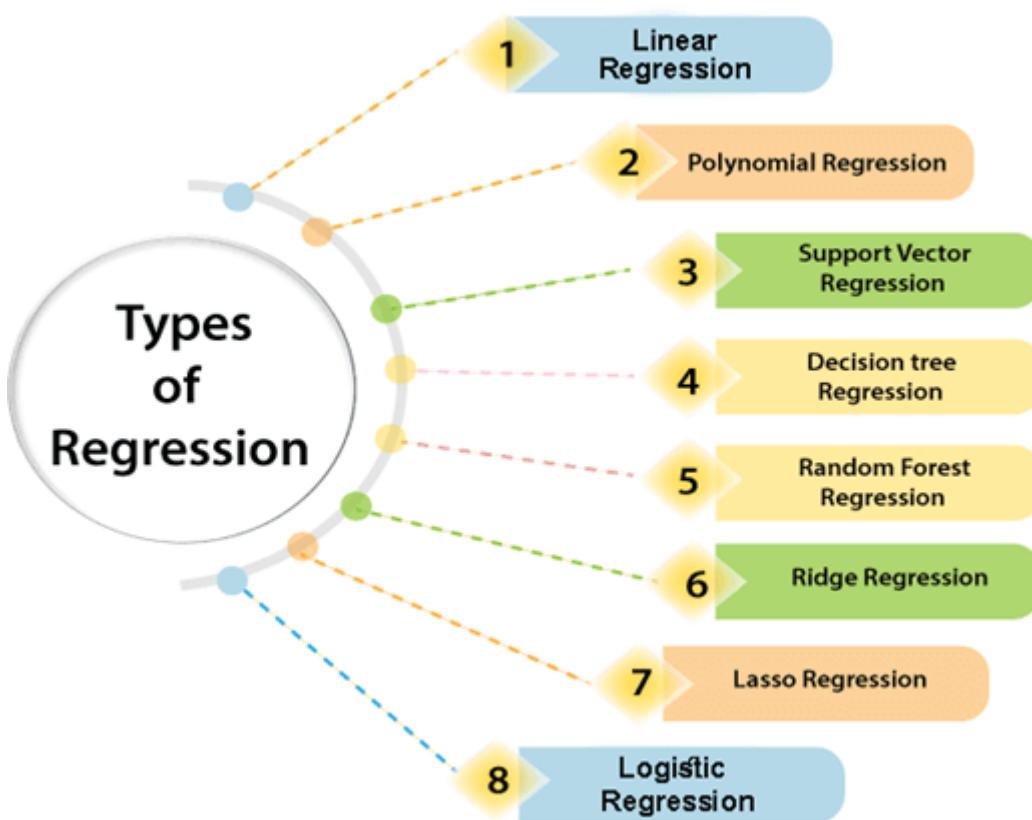 Types
of
Regression
1
Linear
Regression
2
Polynomial Regression
3
Support Vector
Regression
4
Decision tree
Regression
5
Random Forest
Regression
6
Ridge Regression
7
Lasso Regression
8
Logistic
Regression